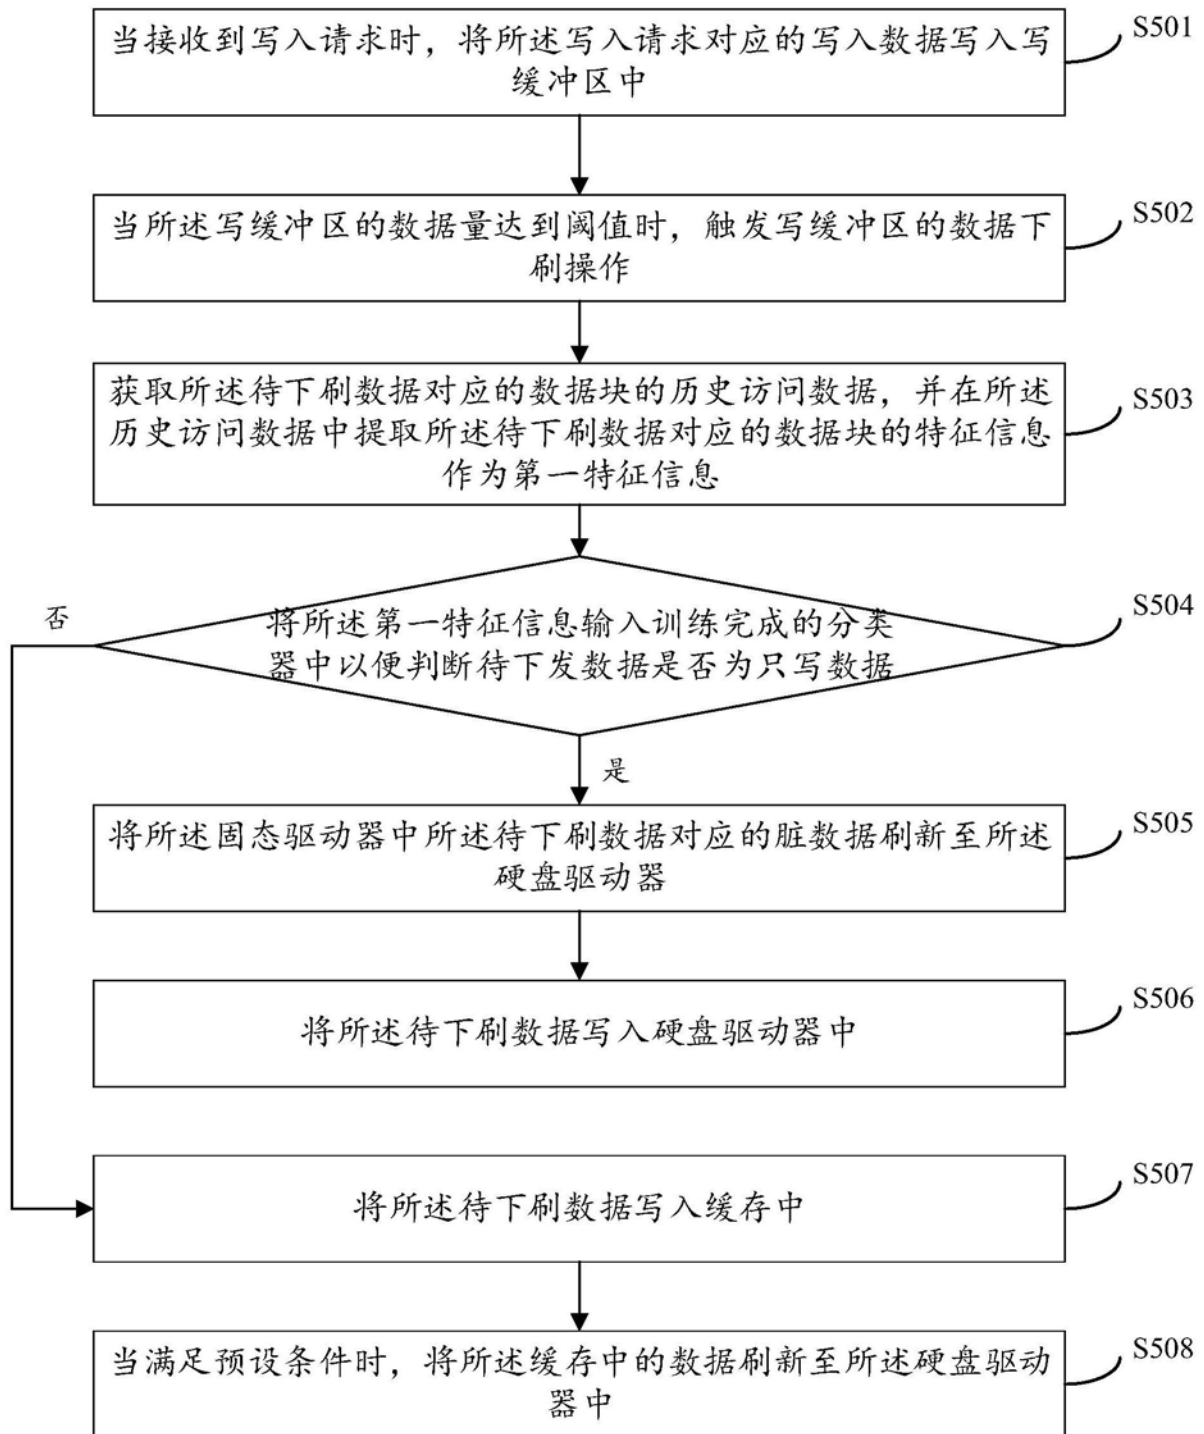 当接收到写入请求时，将所述写入请求对应的写入数据写入写
缓冲区中
S501
当所述写缓冲区的数据量达到阈值时，触发写缓冲区的数据下
刷操作
S502
获取所述待下刷数据对应的数据块的历史访问数据，并在所述
历史访问数据中提取所述待下刷数据对应的数据块的特征信息
作为第一特征信息
S503
将所述第一特征信息输入训练完成的分类
器中以便判断待下发数据是否为只写数据
S504
否
是
将所述固态驱动器中所述待下刷数据对应的脏数据刷新至所述
硬盘驱动器
S505
将所述待下刷数据写入硬盘驱动器中
S506
将所述待下刷数据写入缓存中
S507
当满足预设条件时，将所述缓存中的数据刷新至所述硬盘驱动
器中
S508